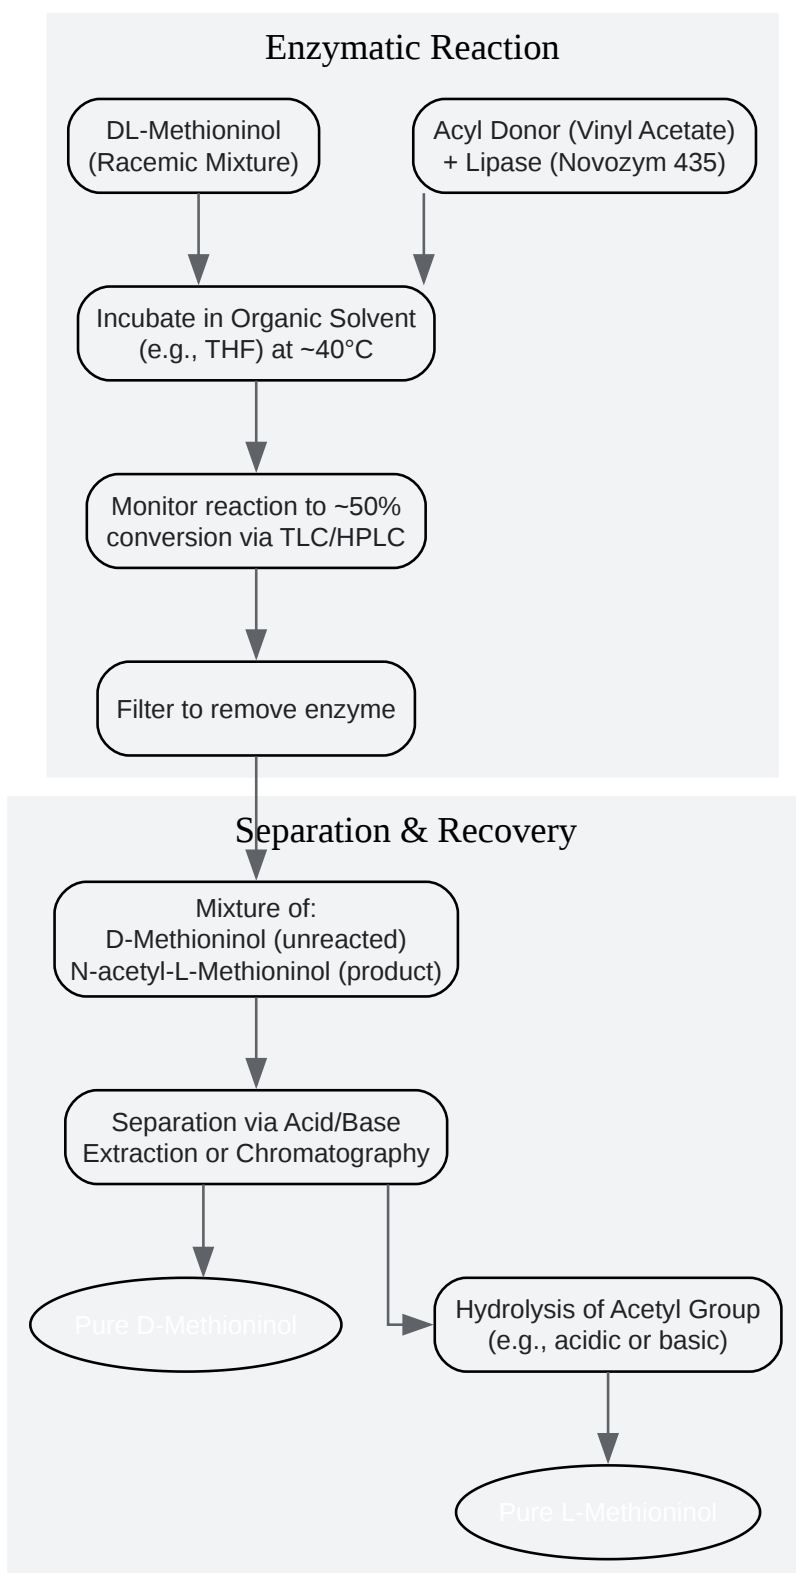 Enzymatic Reaction
DL-Methioninol
(Racemic Mixture)
Acyl Donor (Vinyl Acetate)
+ Lipase (Novozym 435)
Incubate in Organic Solvent
(e.g., THF) at ~40°C
Monitor reaction to ~50%
conversion via TLC/HPLC
Filter to remove enzyme
Separation & Recovery
Mixture of:
D-Methioninol (unreacted)
N-acetyl-L-Methioninol (product)
Separation via Acid/Base
Extraction or Chromatography
Pure D-Methioninol
Hydrolysis of Acetyl Group
(e.g., acidic or basic)
Pure L-Methioninol